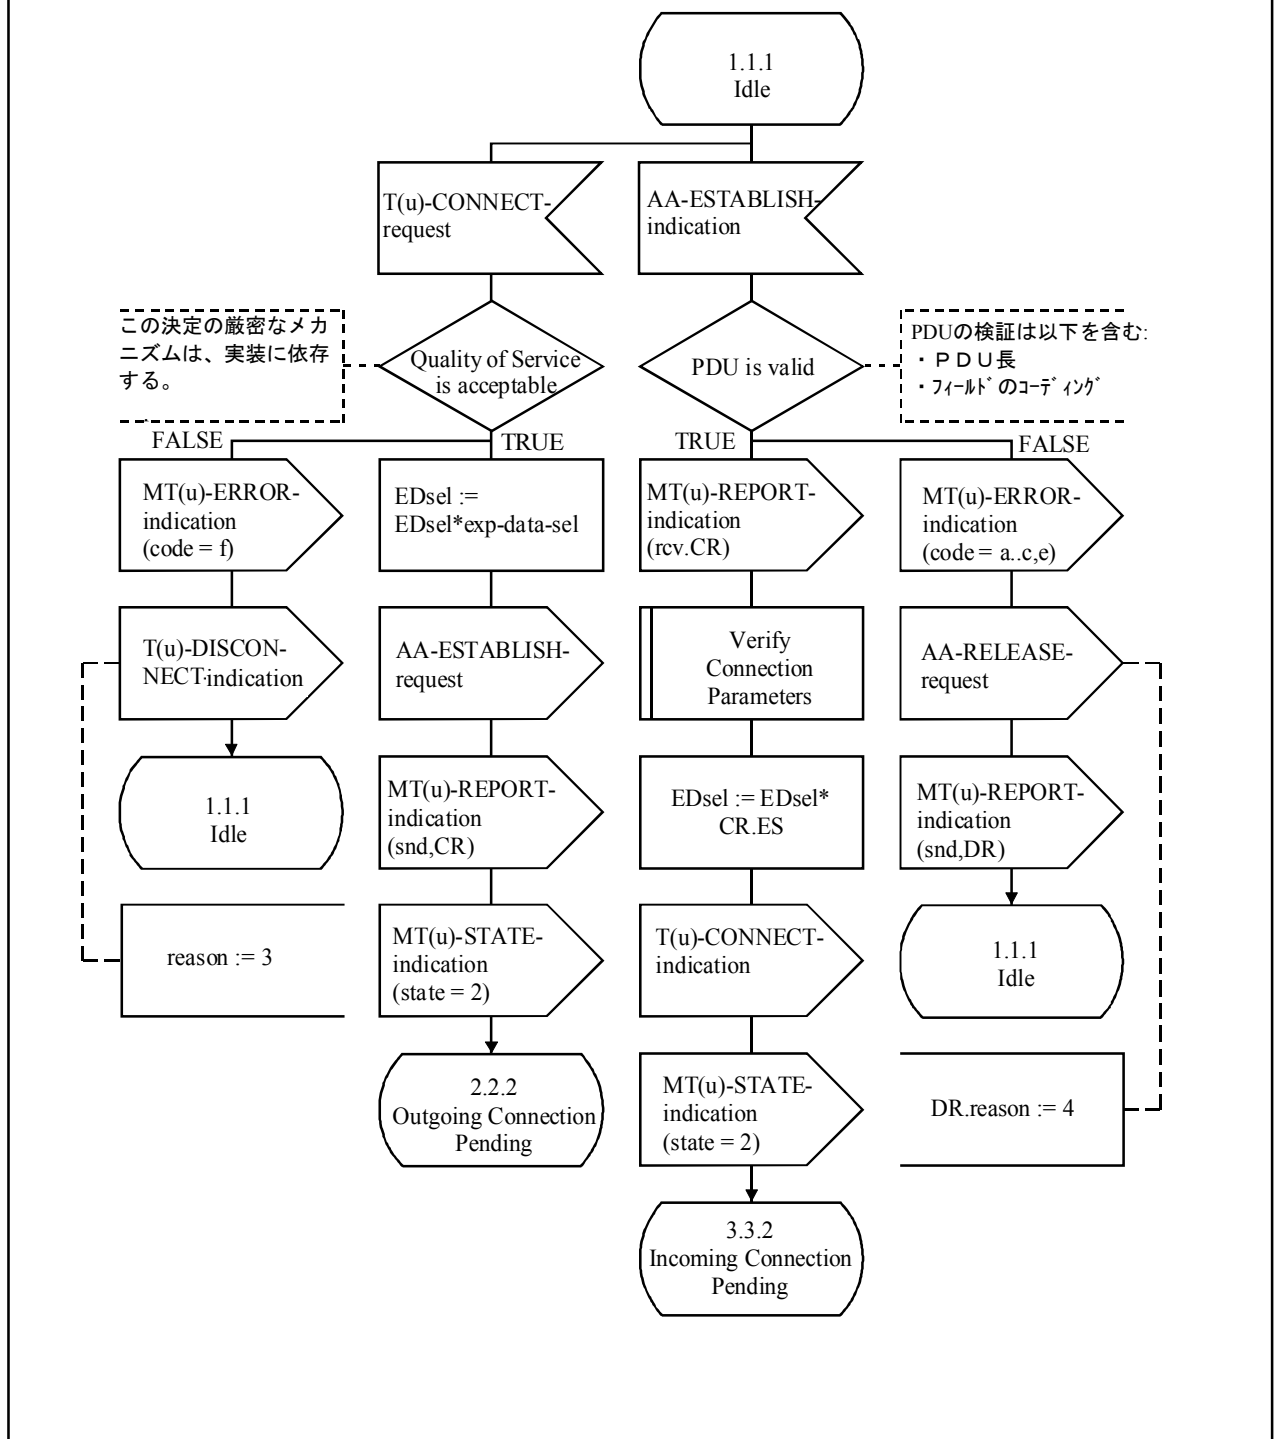 1.1.1
Idle
T(u)-CONNECT-
request
AA-ESTABLISH-
indication
この決定の厳密なメカ
ニズムは、実装に依存
する。
Quality of Service
is acceptable
PDU is valid
PDUの検証は以下を含む:
・ＰＤＵ長
・ﾌｨｰﾙﾄﾞのｺｰﾃﾞｨﾝｸﾞ
FALSE
TRUE
TRUE
FALSE
MT(u)-ERROR-
indication
(code = f)
EDsel :=
EDsel*exp-data-sel
MT(u)-REPORT-
indication
(rcv.CR)
MT(u)-ERROR-
indication
(code = a..c,e)
T(u)-DISCON-
NECT-indication
AA-ESTABLISH-
request
Verify
Connection
Parameters
AA-RELEASE-
request
1.1.1
Idle
MT(u)-REPORT-
indication
(snd,CR)
EDsel := EDsel*
CR.ES
MT(u)-REPORT-
indication
(snd,DR)
reason := 3
MT(u)-STATE-
indication
(state = 2)
T(u)-CONNECT-
indication
1.1.1
Idle
2.2.2
Outgoing Connection
Pending
MT(u)-STATE-
indication
(state = 2)
DR.reason := 4
3.3.2
Incoming Connection
Pending